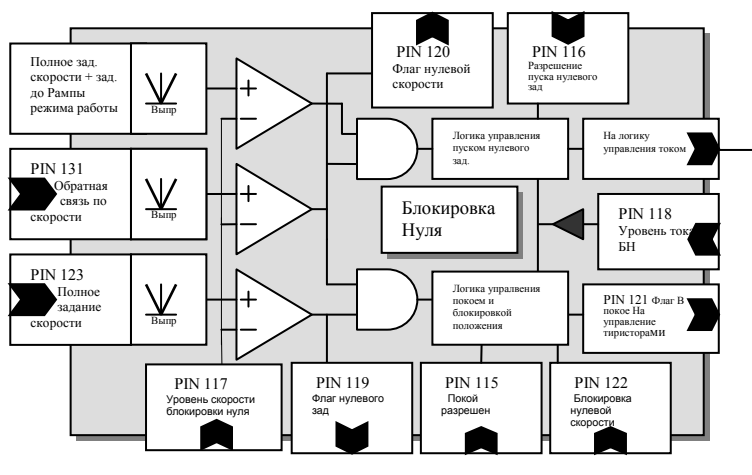 Полное зад.
скорости + зад.
до Рампы
режима работы
Выпр
PIN 120
Флаг нулевой
скорости
PIN 116
Разрешение
пуска нулевого
зад
+
−
Логика управления
пуском нулевого
зад.
На логику
управления током
PIN 131
Обратная
связь по
скорости
Выпр
+
−
Блокировка
Нуля
PIN 118
Уровень тока
БН
PIN 123
Полное
задание
скорости
Выпр
+
−
Логика упралвения
покоем и
блокировкой
положения
PIN 121 Флаг В
покое На
управление
тиристораМИ
PIN 117
Уровень скорости
блокировки нуля
PIN 119
Флаг нулевого
зад
PIN 115
Покой
разрешен
PIN 122
Блокировка
нулевой
скорости